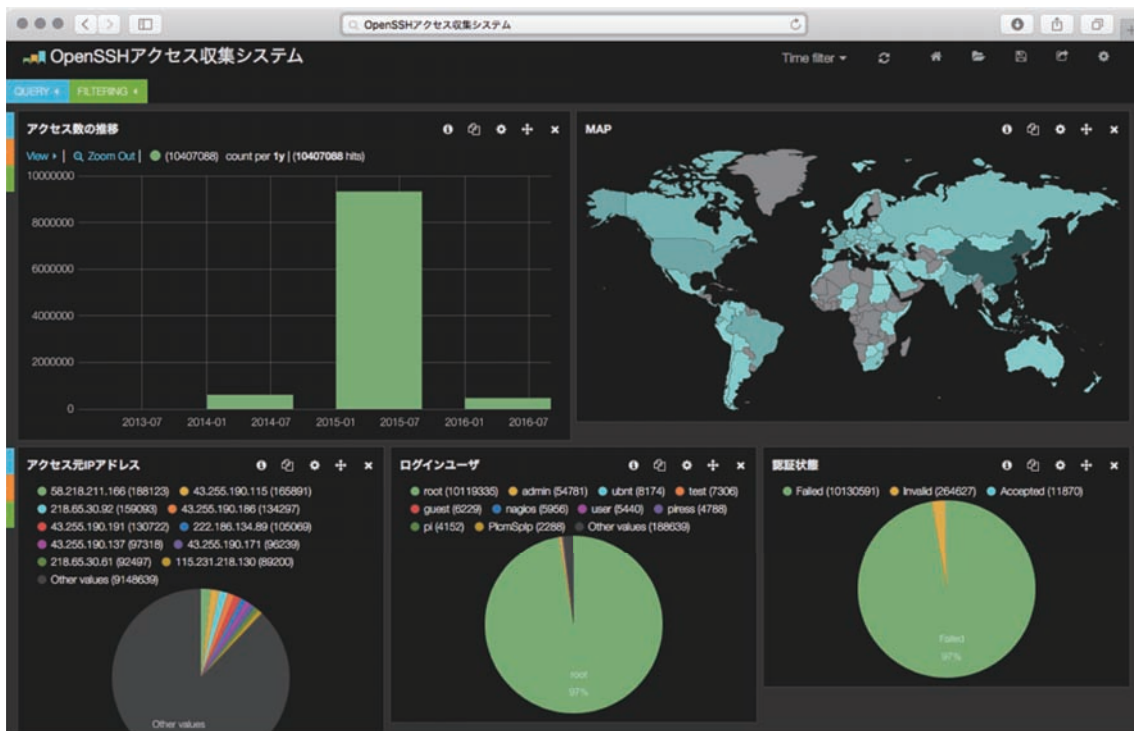 OpenSSHアクセス収集システム
OpenSSHアクセス収集システム
Time filter
QUERY
FILTERING
アクセス数の推移
View | Zoom Out | (10407088) count per 1y | (10407088 hits)
10000000
8000000
6000000
4000000
2000000
0
2013-07 2014-01 2014-07 2015-01 2015-07 2016-01 2016-07
MAP
アクセス元IPアドレス
58.218.211.166 (188123) 43.255.190.115 (165891)
218.65.30.92 (159093) 43.255.190.186 (134297)
43.255.190.191 (130722) 222.186.134.89 (105069)
43.255.190.137 (97318) 43.255.190.171 (96239)
218.65.30.61 (92497) 115.231.218.130 (89200)
Other values (9148639)
Other values
ログインユーザ
root (10119335) admin (54781) ubnt (8174) test (7306)
guest (6229) nagios (5956) user (5440) piress (4788)
pi (4152) PlcmSpIp (2288) Other values (188639)
root
97%
認証状態
Failed (10130591) Invalid (264627) Accepted (11870)
Failed
97%